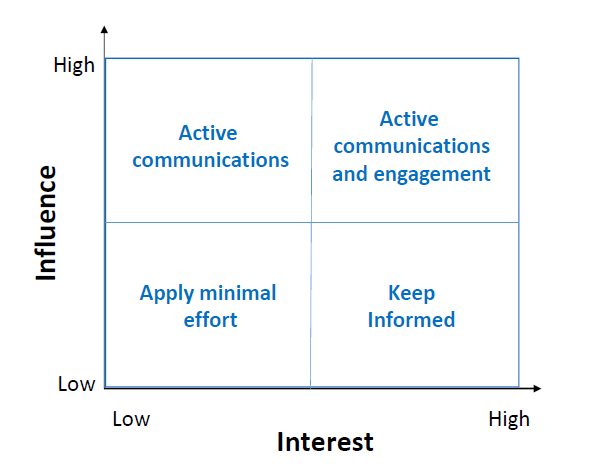 High
Active
communications
Active
communications
and engagement
Influence
Apply minimal
effort
Keep
Informed
Low
Low
High
Interest